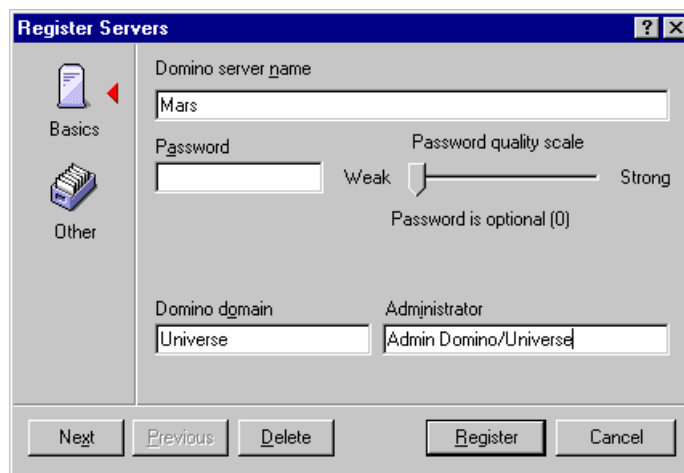 Register Servers
Basics
Other
Domino server name
Mars
Password
Password quality scale
Weak
Strong
Password is optional (0)
Domino domain
Administrator
Universe
Admin Domino/Universe
Next
Previous
Delete
Register
Cancel